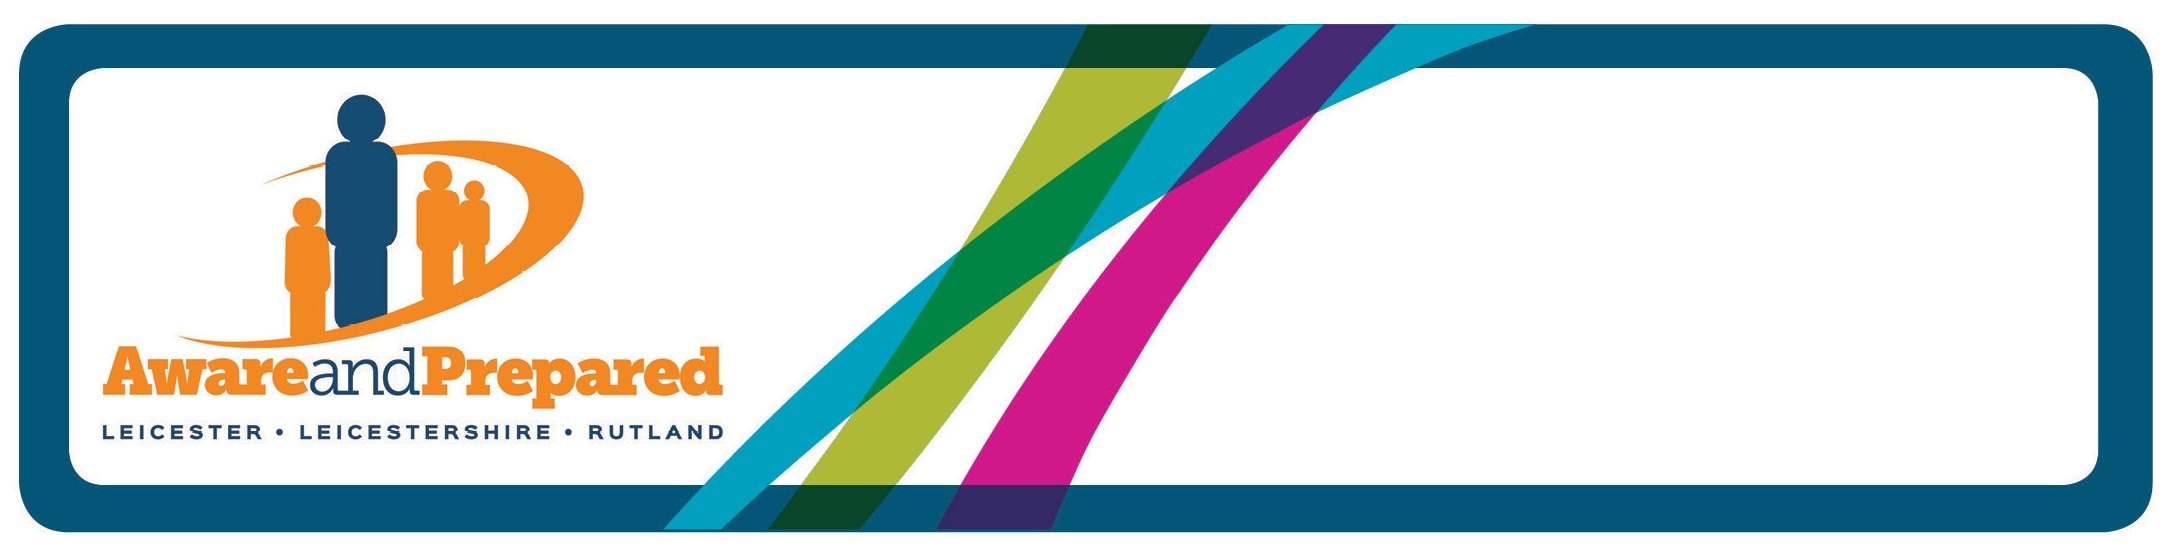 AwareandPrepared
LEICESTER • LEICESTERSHIRE • RUTLAND